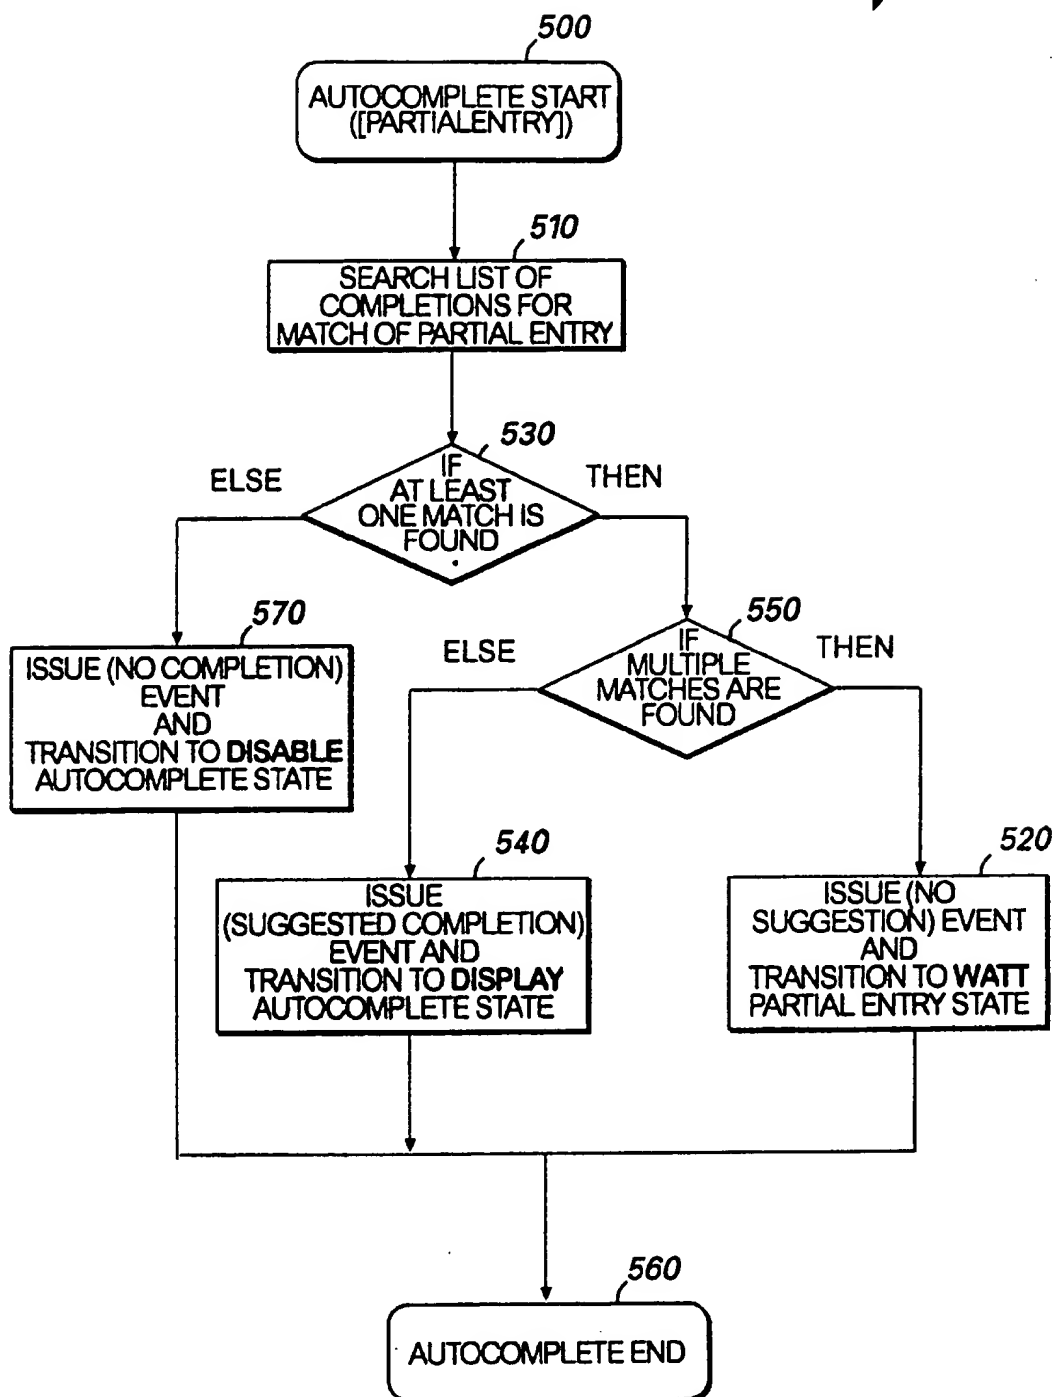 500
AUTOCOMPLETE START
([PARTIALENTRY])
510
SEARCH LIST OF
COMPLETIONS FOR
MATCH OF PARTIAL ENTRY
530
ELSE
IF
AT LEAST
ONE MATCH IS
FOUND
THEN
570
ISSUE (NO COMPLETION)
EVENT
AND
TRANSITION TO DISABLE
AUTOCOMPLETE STATE
550
ELSE
IF
MULTIPLE
MATCHES ARE
FOUND
THEN
540
ISSUE
(SUGGESTED COMPLETION)
EVENT AND
TRANSITION TO DISPLAY
AUTOCOMPLETE STATE
520
ISSUE (NO
SUGGESTION) EVENT
AND
TRANSITION TO WATT
PARTIAL ENTRY STATE
560
AUTOCOMPLETE END